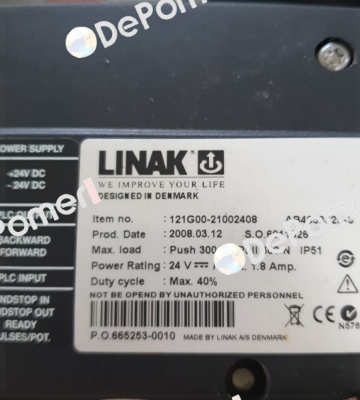 DePomeri
POWER SUPPLY
+24V DC
- 24V DC
BACKWARD
FORWARD
PLC INPUT
ENDSTOP IN
ENDSTOP OUT
READY
PULSES/POT.
LINAK
WE IMPROVE YOUR LIFE
DESIGNED IN DENMARK
Item no. : 121G00-21002408
Prod. Date : 2008.03.12 S.O.
Max. load : Push 300 N IP51
Power Rating : 24 V 1.8 Amp.
Duty cycle : Max. 40%
NOT BE OPEND BY UNAUTHORIZED PERSONNEL
P.O.665253-0010 MADE BY LINAK A/S DENMARK
CE
N578